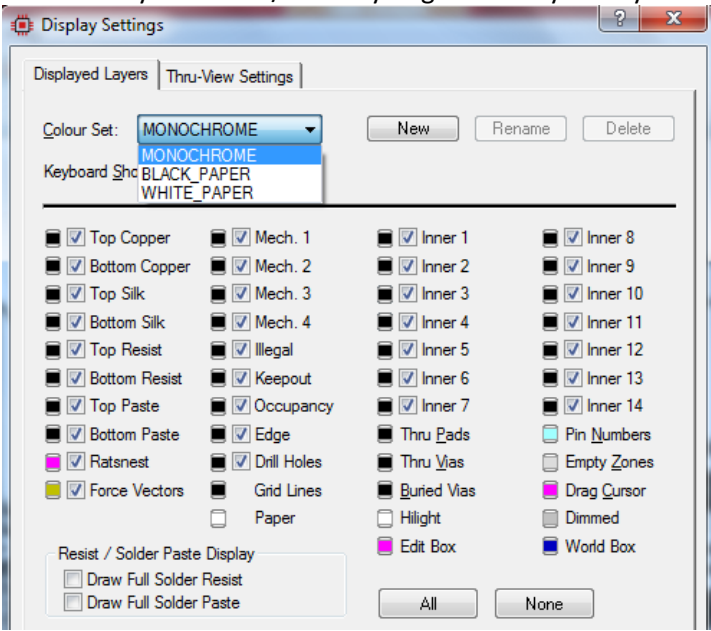 Display Settings
?
X
Displayed Layers Thru-View Settings
Colour Set: MONOCHROME New Rename Delete
MONOCHROME
Keyboard Sho BLACK_PAPER
WHITE_PAPER
Top Copper Mech. 1 Inner 1 Inner 8
Bottom Copper Mech. 2 Inner 2 Inner 9
Top Silk Mech. 3 Inner 3 Inner 10
Bottom Silk Mech. 4 Inner 4 Inner 11
Top Resist Illegal Inner 5 Inner 12
Bottom Resist Keepout Inner 6 Inner 13
Top Paste Occupancy Inner 7 Inner 14
Bottom Paste Edge Thru Pads Pin Numbers
Ratsnest Drill Holes Thru Vias Empty Zones
Force Vectors Grid Lines Buried Vias Drag Cursor
Paper Hilight Dimmed
Edit Box World Box
Resist / Solder Paste Display
Draw Full Solder Resist
Draw Full Solder Paste
All None